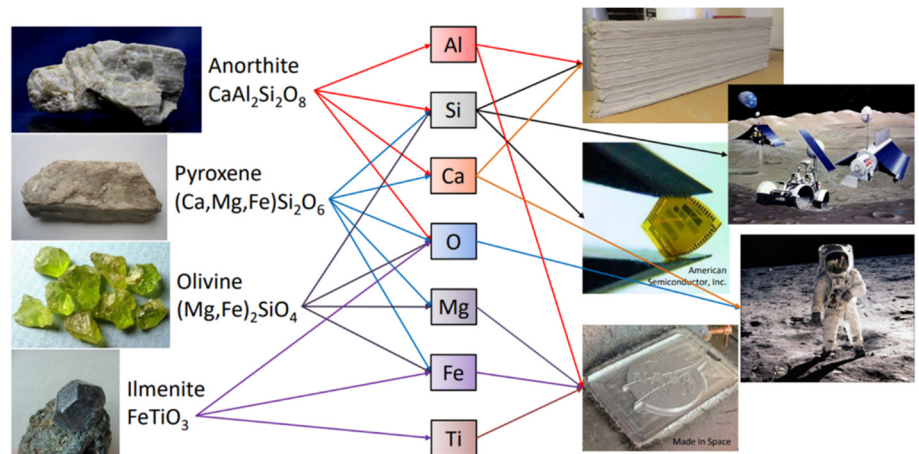 Anorthite
CaAl₂Si₂O₈
Pyroxene
(Ca,Mg,Fe)Si₂O₆
Olivine
(Mg,Fe)₂SiO₄
Ilmenite
FeTiO₃
Al
Si
Ca
O
Mg
Fe
Ti
American
Semiconductor, Inc.
Made In Space